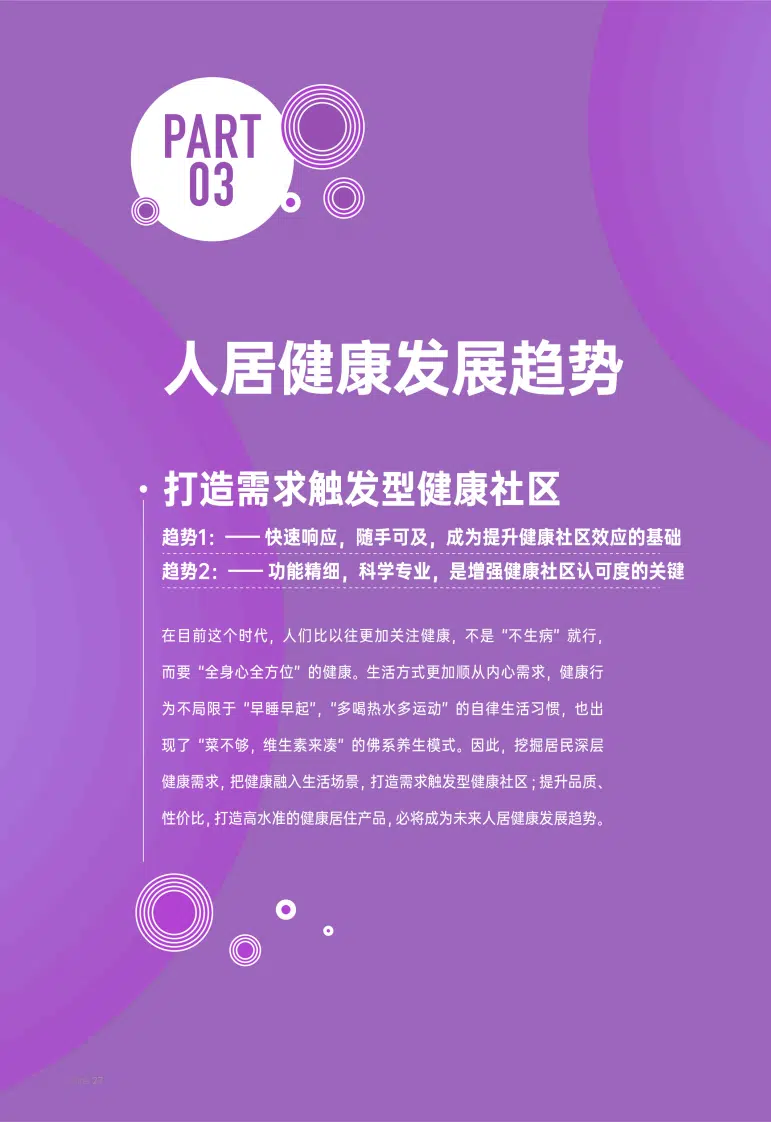 PART
03
人居健康发展趋势
打造需求触发型健康社区
趋势1：—— 快速响应，随手可及，成为提升健康社区效应的基础
趋势2：—— 功能精细，科学专业，是增强健康社区认可度的关键
在目前这个时代，人们比以往更加关注健康，不是“不生病”就行，
而要“全身心全方位”的健康。生活方式更加顺从内心需求，健康行
为不局限于“早睡早起”，“多喝热水多运动”的自律生活习惯，也出
现了“菜不够，维生素来凑”的佛系养生模式。因此，挖掘居民深层
健康需求，把健康融入生活场景，打造需求触发型健康社区；提升品质、
性价比，打造高水准的健康居住产品，必将成为未来人居健康发展趋势。
27